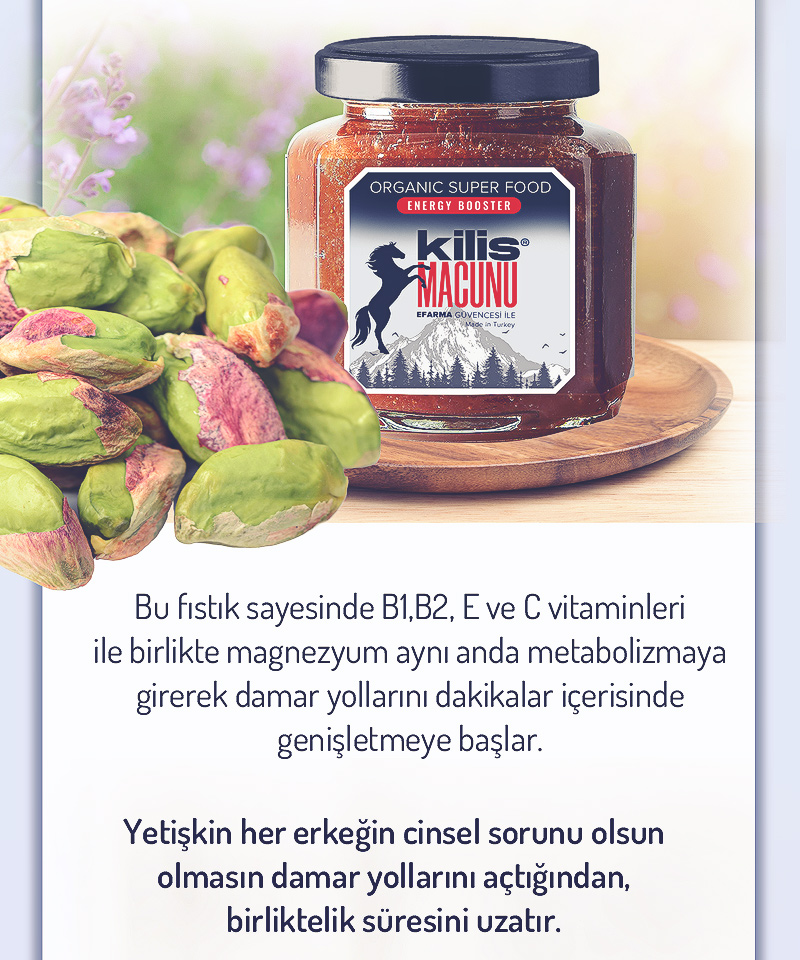 ORGANIC SUPER FOOD
ENERGY BOOSTER
kilis®
MACUNU
EFARMA GÜVENCESİ İLE
Made in Turkey
Bu fıstık sayesinde B1,B2, E ve C vitaminleri
ile birlikte magnezyum aynı anda metabolizmaya
girerek damar yollarını dakikalar içerisinde
genişletmeye başlar.
Yetişkin her erkeğin cinsel sorunu olsun
olmasın damar yollarını açtığından,
birliktelik süresini uzatır.